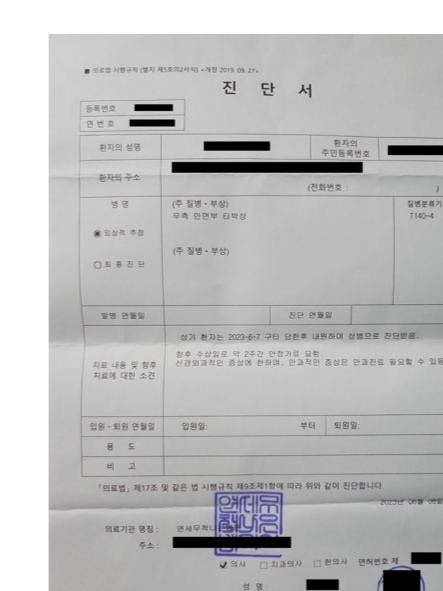 ■ 의료법 시행규칙 [별지 제5호의2서식] <개정 2019. 09. 27>
진 단 서
등록번호
연 번 호
환자의 성명
환자의 주민등록번호
환자의 주소
(전화번호 : )
병 명
(주 질병·부상)
질병분류기
우측 안면부 타박상
T140-4
◉ 임상적 추정
(주 질병·부상)
○ 최 종 진 단
발병 연월일
진단 연월일
치료 내용 및 향후 치료에 대한 소견
상기 환자는 2023-6-7 구타 당한후 내원하여 상병으로 진단받음.
향후 수상일로 약 2주간 안정가료 요함
신경외과적인 증상에 한하며, 안과적인 증상은 안과진료 필요할 수 있음
입원·퇴원 연월일
입원일: 부터 퇴원일:
용 도
비 고
「의료법」 제17조 및 같은 법 시행규칙 제9조제1항에 따라 위와 같이 진단합니다
2023년 06월 08일
의료기관 명칭 :
주소 :
☑ 의사 □ 치과의사 □ 한의사 면허번호 제
성 명 :